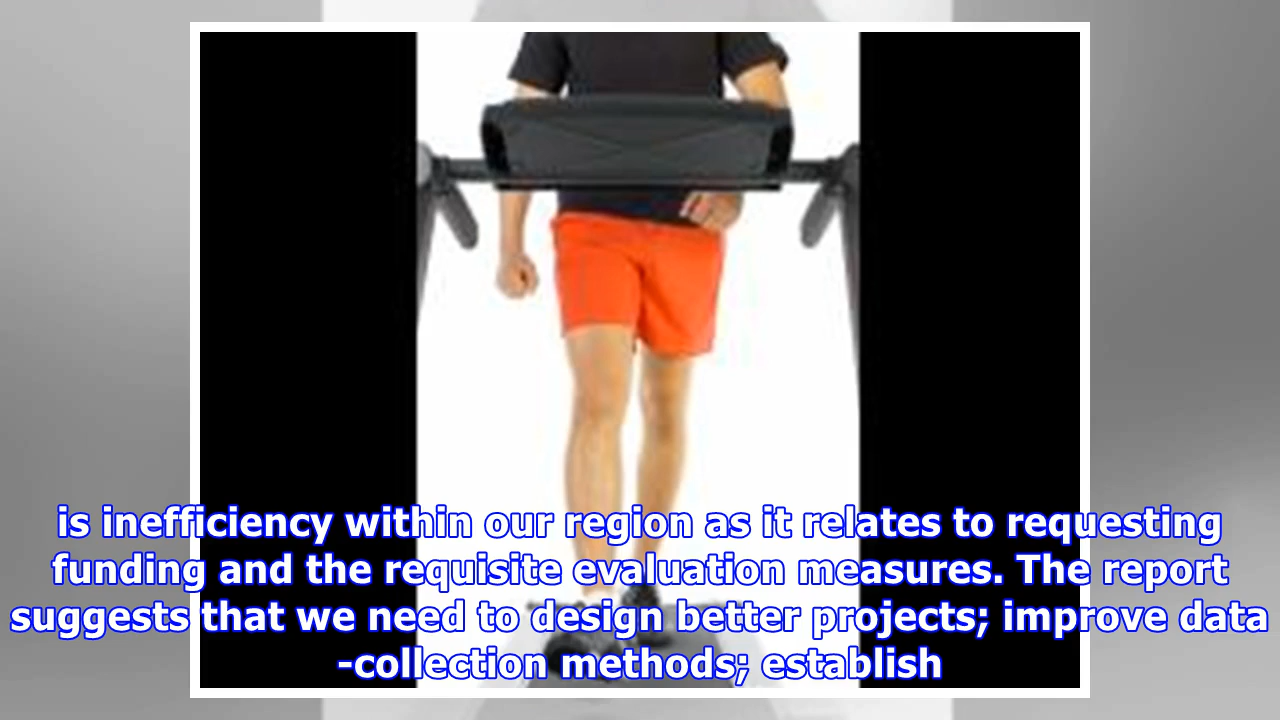 is inefficiency within our region as it relates to requesting
funding and the requisite evaluation measures. The report
suggests that we need to design better projects; improve data
-collection methods; establish